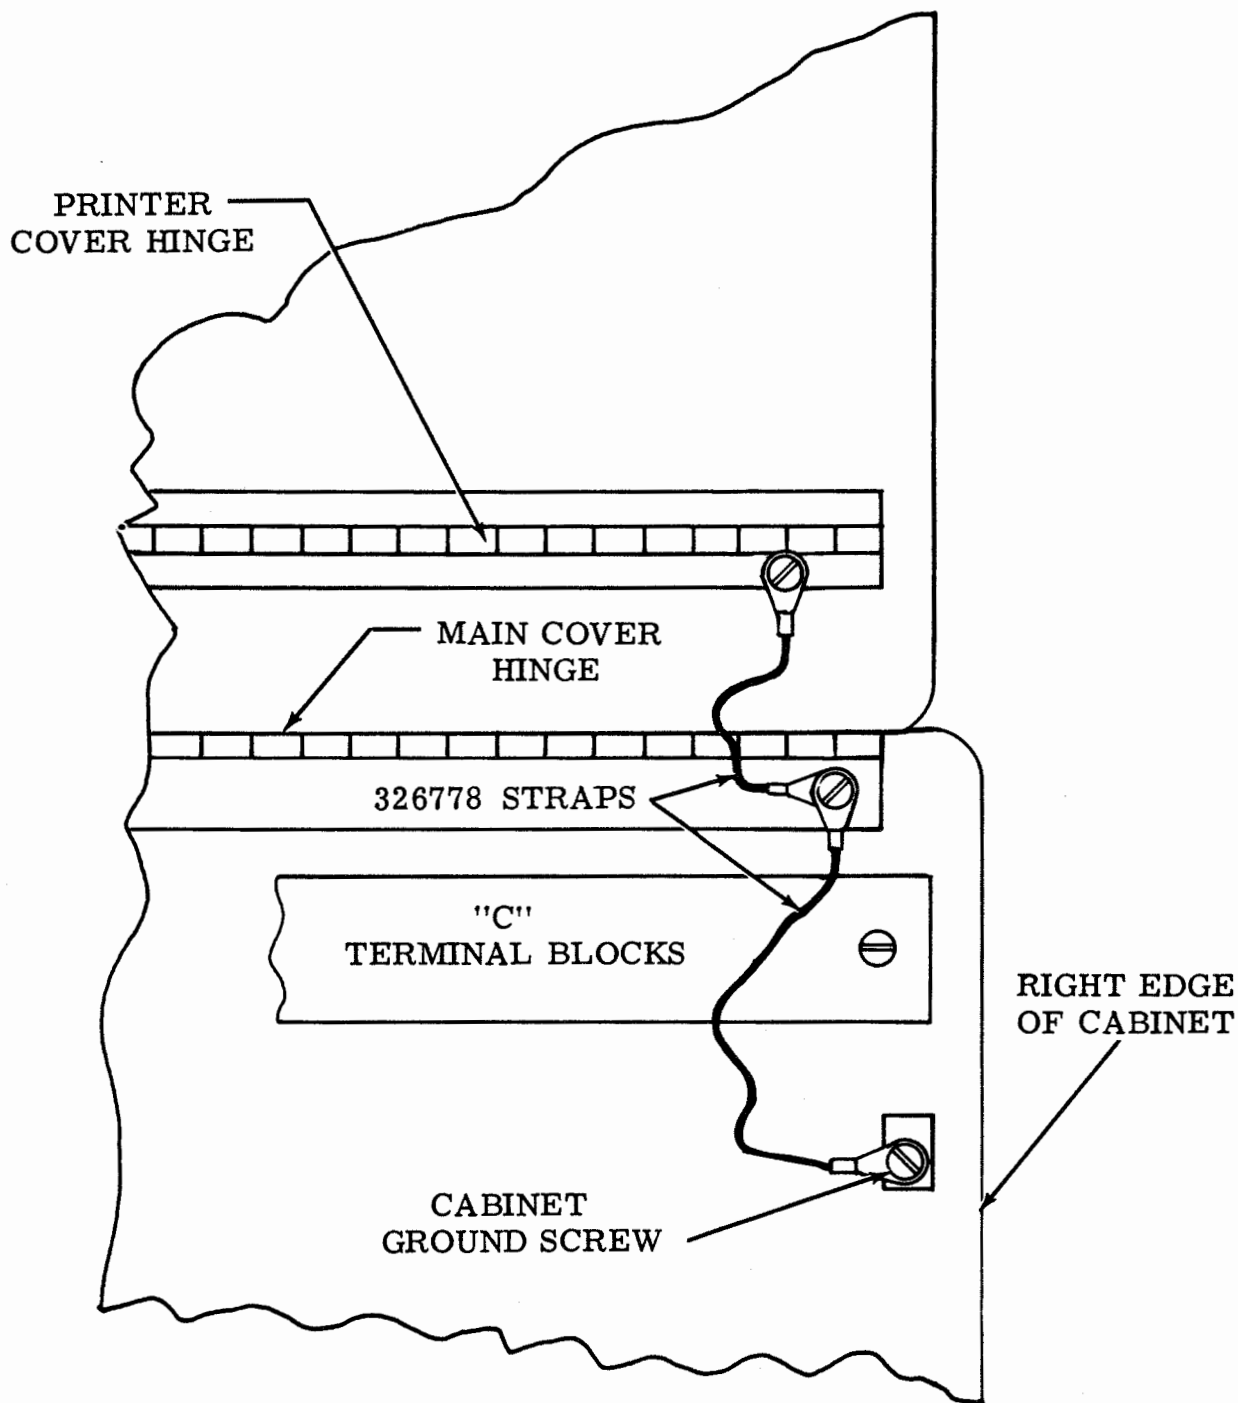 PRINTER
COVER HINGE
MAIN COVER
HINGE
326778 STRAPS
"C"
TERMINAL BLOCKS
RIGHT EDGE
OF CABINET
CABINET
GROUND SCREW